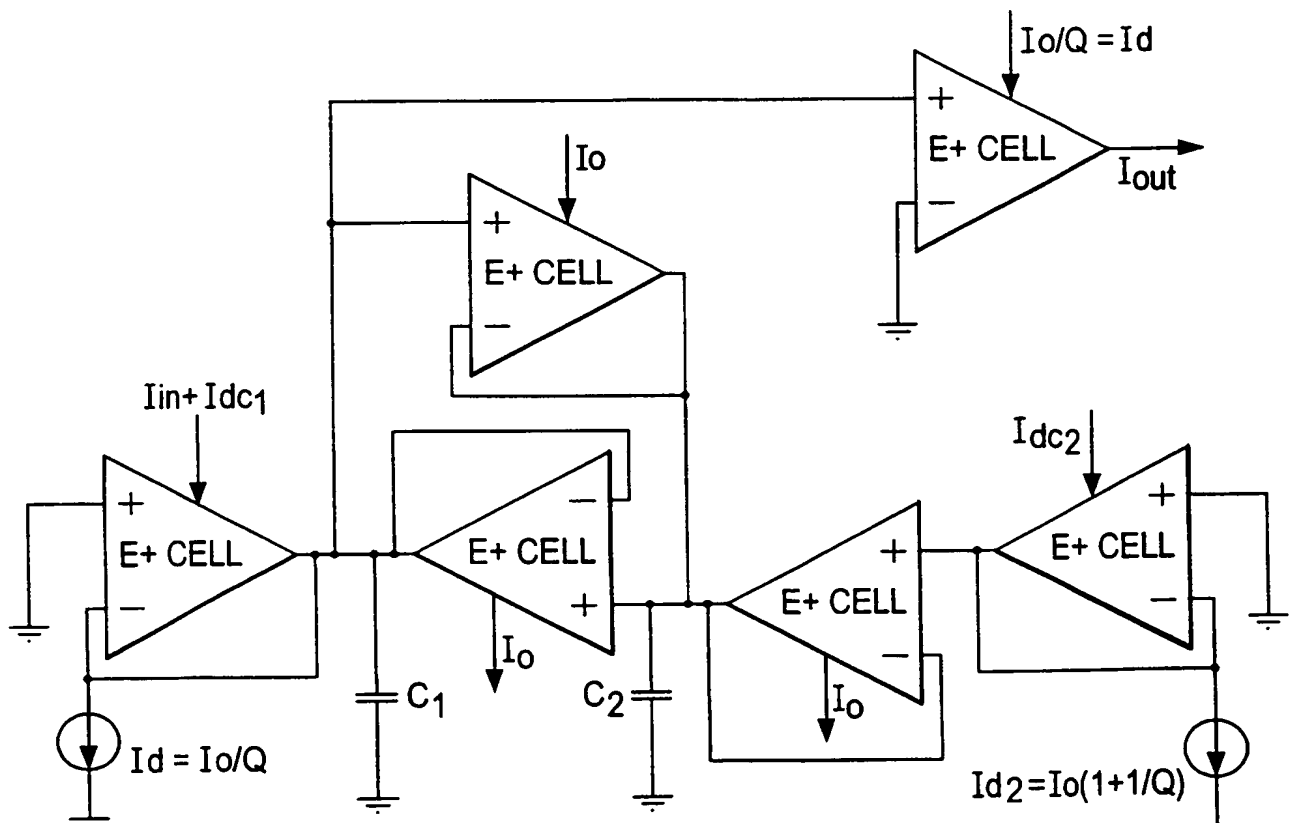 Io/Q = Id
+
E+ CELL
−
Iout
Io
+
E+ CELL
−
Iin+ Idc1
+
E+ CELL
−
−
E+ CELL
+
Io
C1
C2
Idc2
+
E+ CELL
−
+
E+ CELL
−
Io
Id = Io/Q
Id2=Io(1+1/Q)